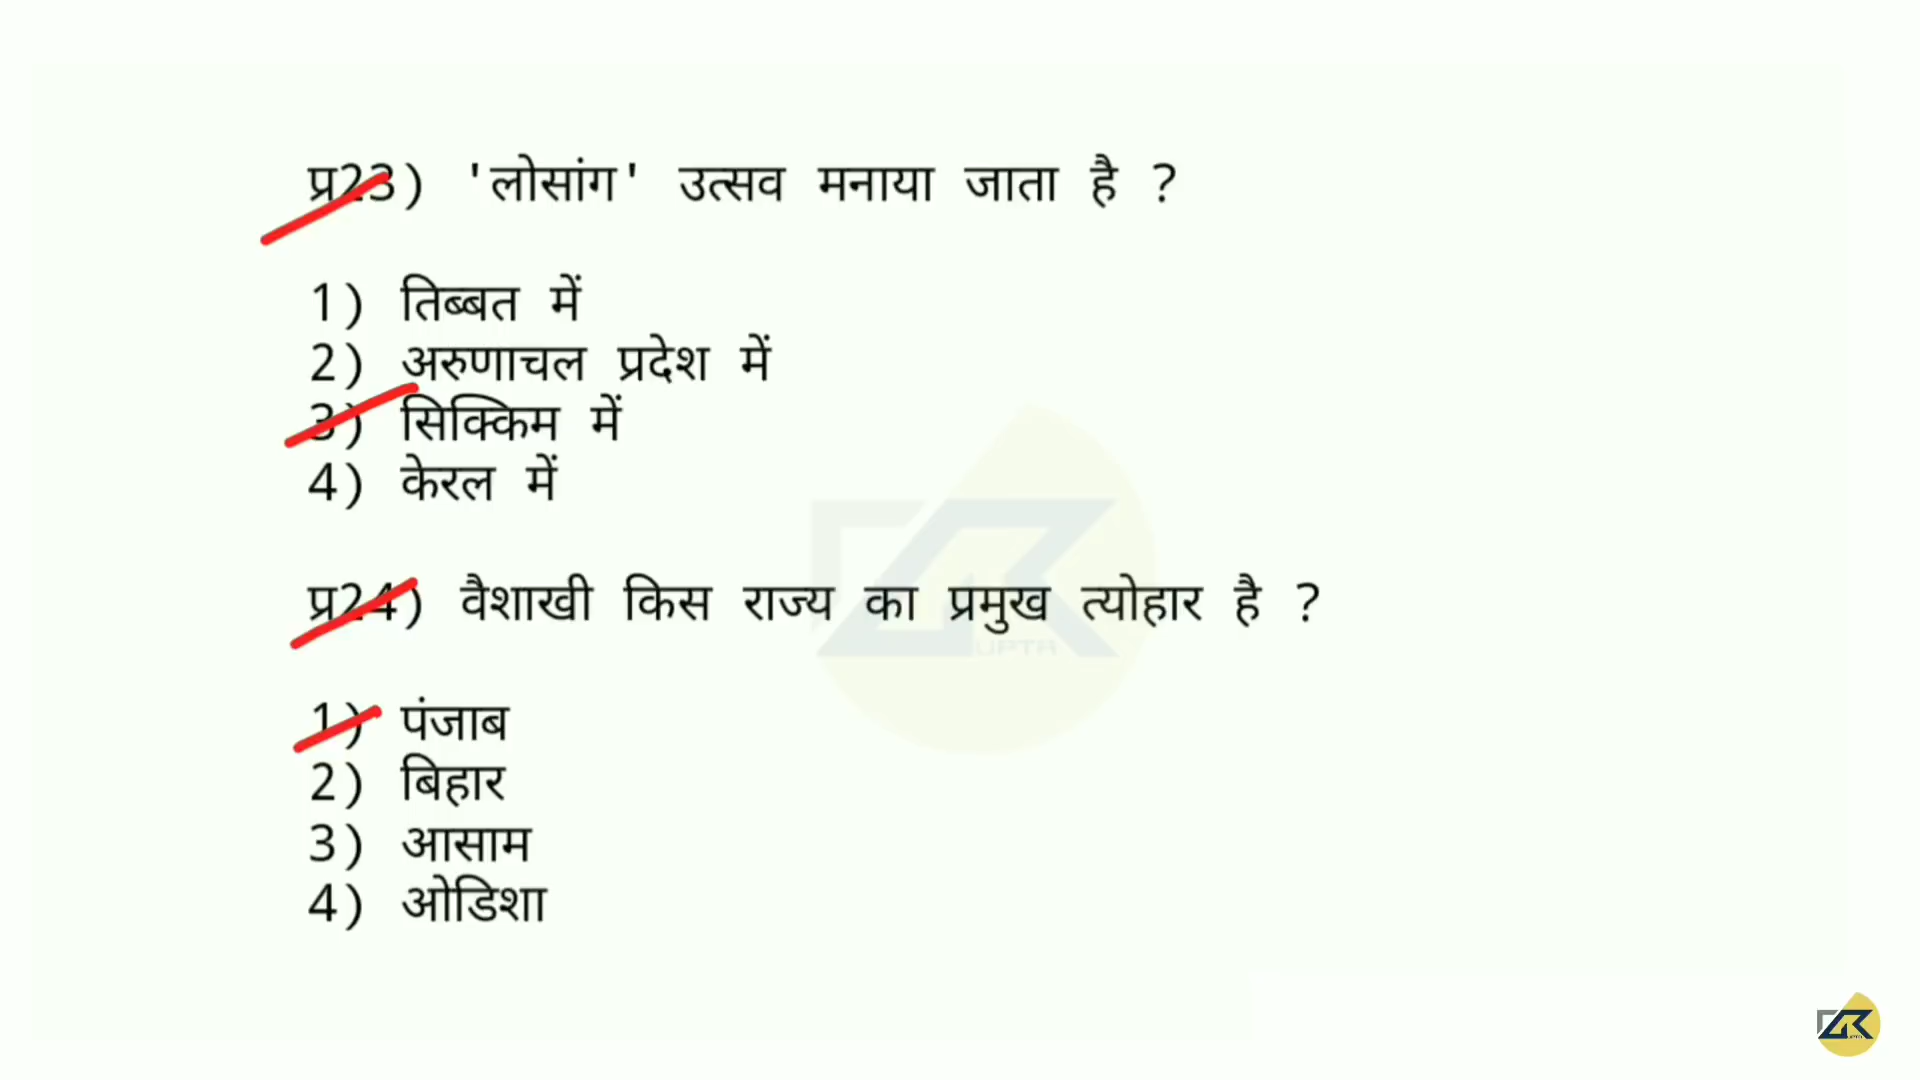 प्र23) 'लोसांग' उत्सव मनाया जाता है ?
1) तिब्बत में
2) अरुणाचल प्रदेश में
3) सिक्किम में
4) केरल में
प्र24) वैशाखी किस राज्य का प्रमुख त्योहार है ?
1) पंजाब
2) बिहार
3) आसाम
4) ओडिशा